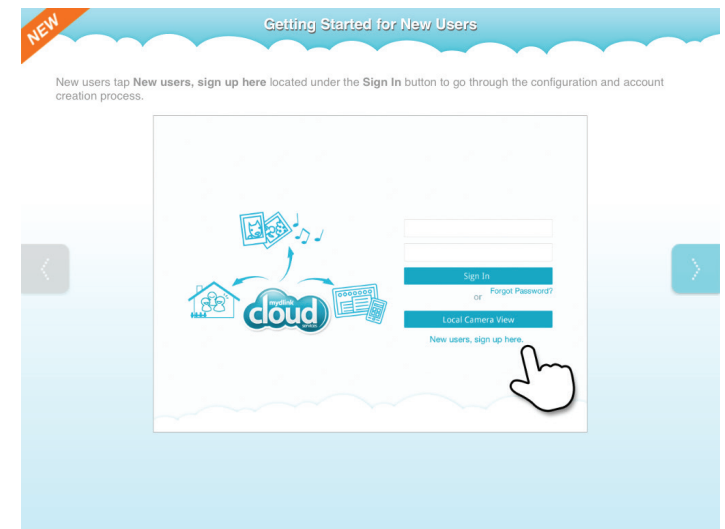 NEW
Getting Started for New Users
New users tap New users, sign up here located under the Sign In button to go through the configuration and account
creation process.
Sign In
Forgot Password?
or
mydlink
cloud
services
Local Camera View
New users, sign up here.